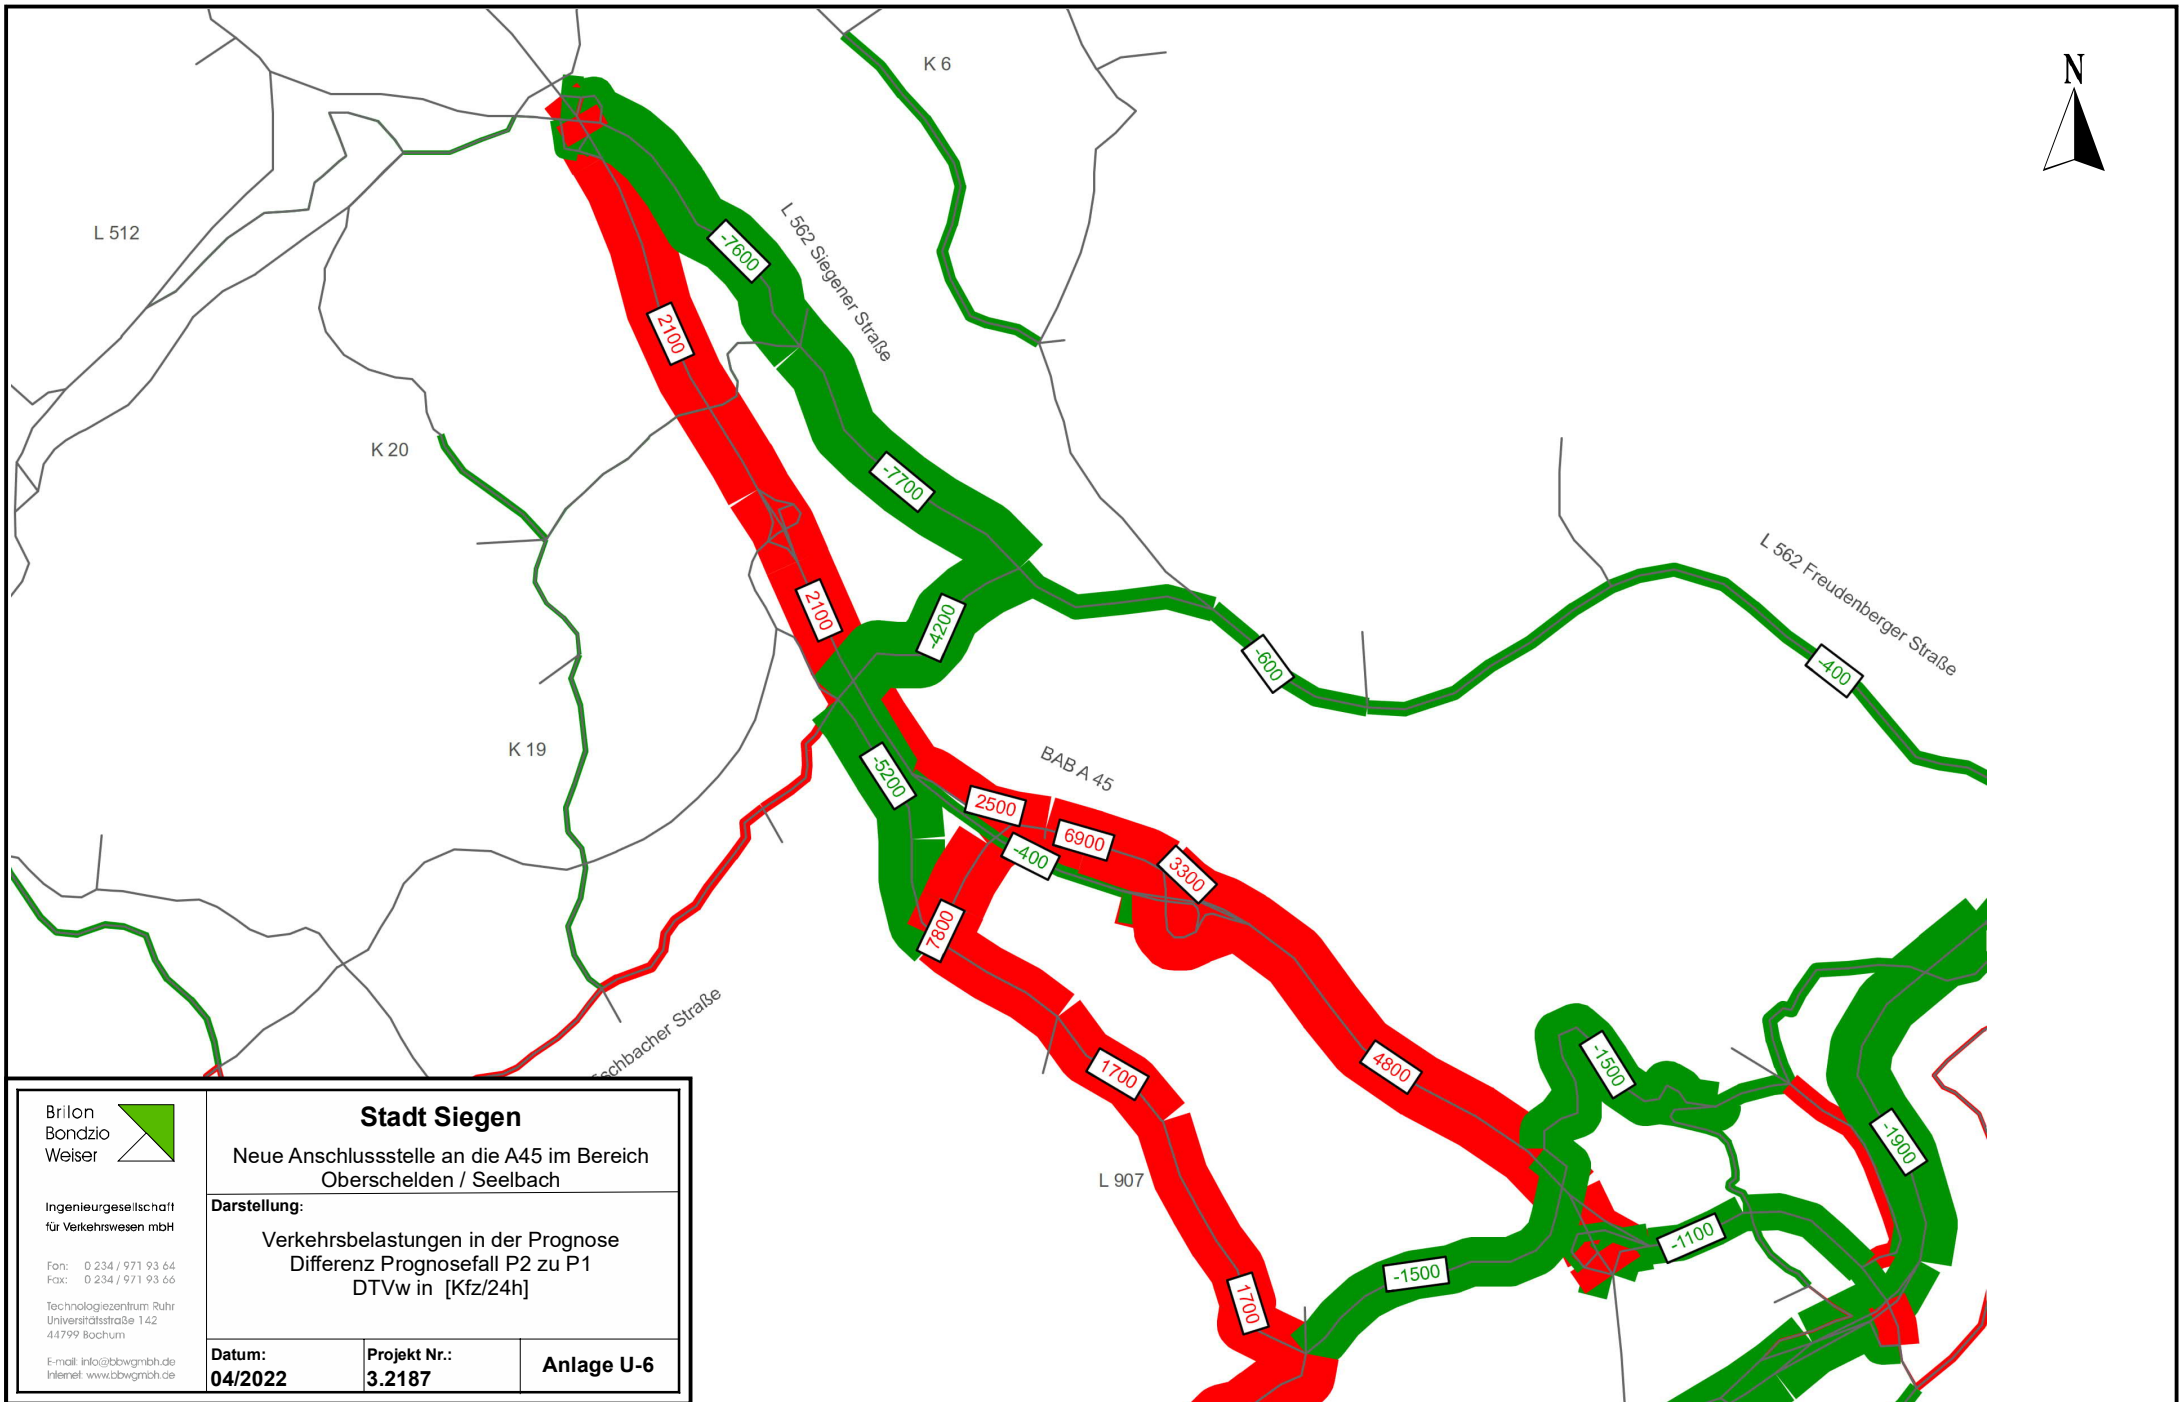 K 6
N
L 512
L 562 Siegener Straße
-7600
2100
K 20
-7700
L 562 Freudenberger Straße
2100
-4200
-600
-400
K 19
-5200
BAB A 45
2500
6900
-400
3300
7800
schbacher Straße
1700
4800
-1500
-1900
L 907
-1100
-1500
1700
Brilon
Bondzio
Weiser
Ingenieurgesellschaft
für Verkehrswesen mbH
Fon: 0 234 / 971 93 64
Fax: 0 234 / 971 93 66
Technologiezentrum Ruhr
Universitätsstraße 142
44799 Bochum
E-mail: info@bbwgmbh.de
Internet: www.bbwgmbh.de
Stadt Siegen
Neue Anschlussstelle an die A45 im Bereich
Oberschelden / Seelbach
Darstellung:
Verkehrsbelastungen in der Prognose
Differenz Prognosefall P2 zu P1
DTVw in [Kfz/24h]
Datum:
04/2022
Projekt Nr.:
3.2187
Anlage U-6